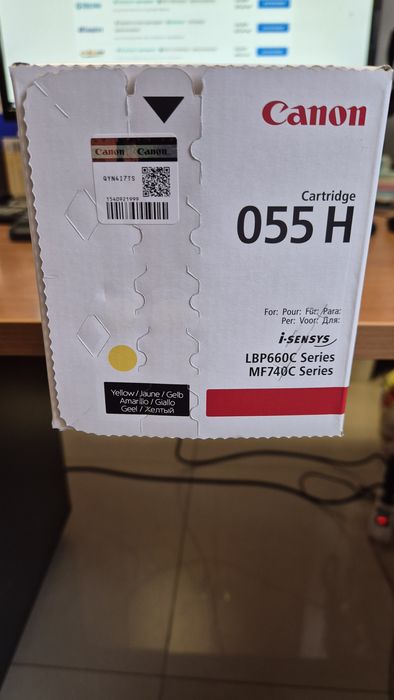 Canon
Canon Canon
QYN417TS
1540921999
Cartridge
055 H
For: Pour: Für: Para:
Per: Voor: Для:
i-SENSYS
LBP660C Series
MF740C Series
Yellow / Jaune / Gelb
Amarillo / Giallo
Geel / Желтый